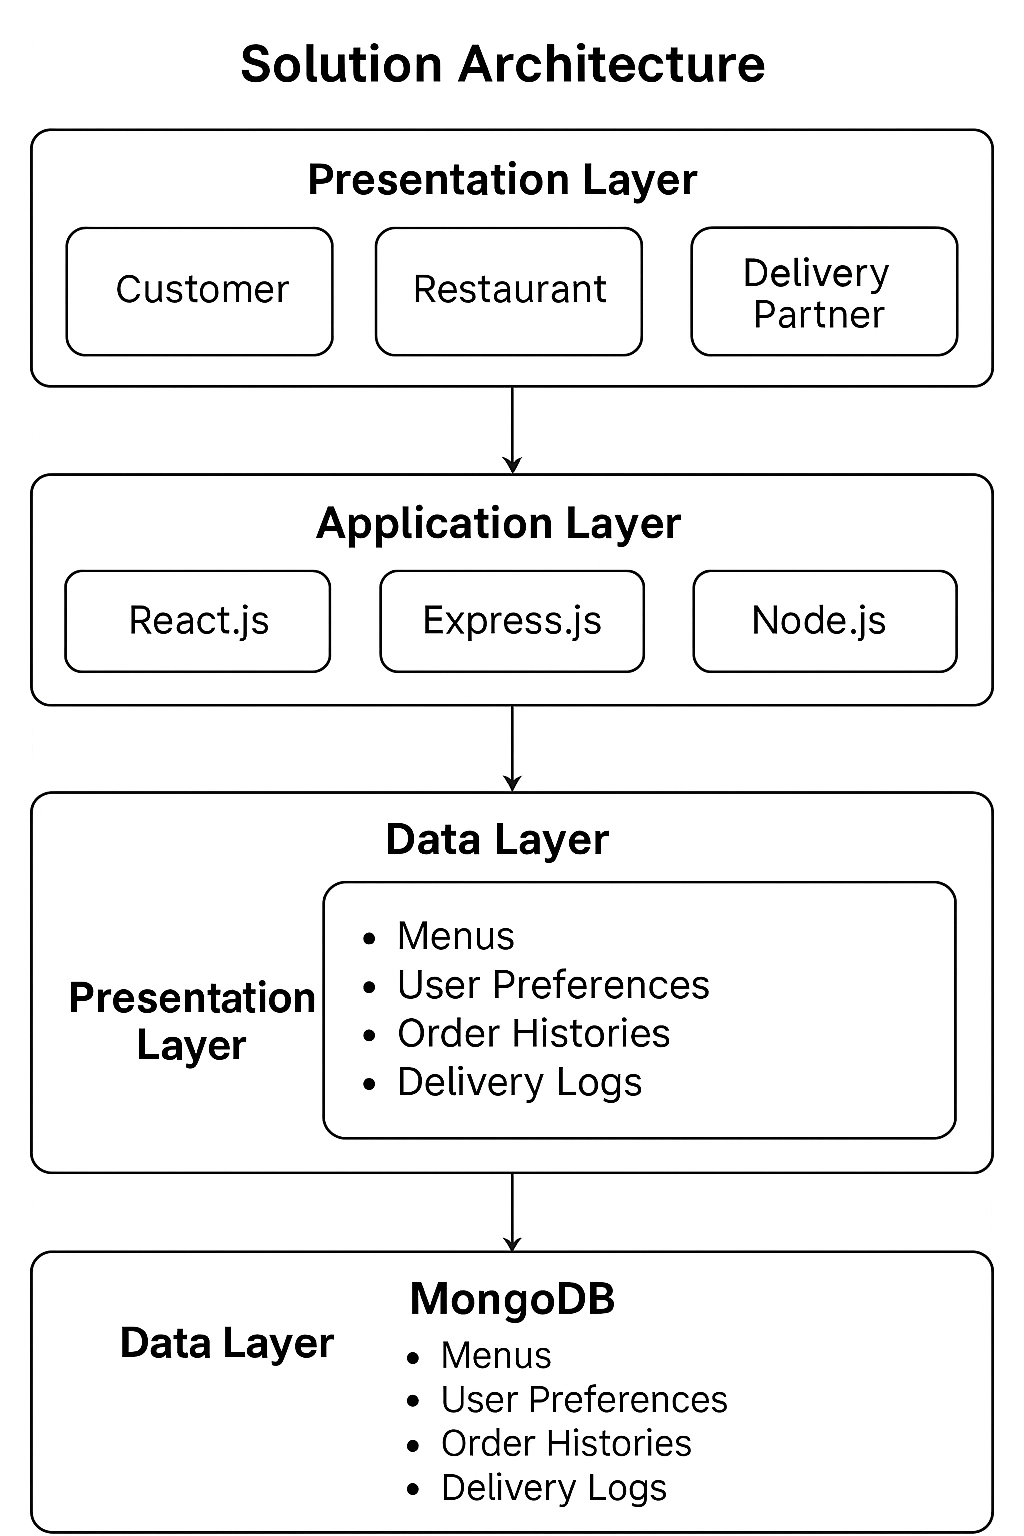 Solution Architecture
Presentation Layer
Customer
Restaurant
Delivery
Partner
Application Layer
React.js
Express.js
Node.js
Data Layer
Presentation
Layer
• Menus
• User Preferences
• Order Histories
• Delivery Logs
MongoDB
Data Layer
• Menus
• User Preferences
• Order Histories
• Delivery Logs